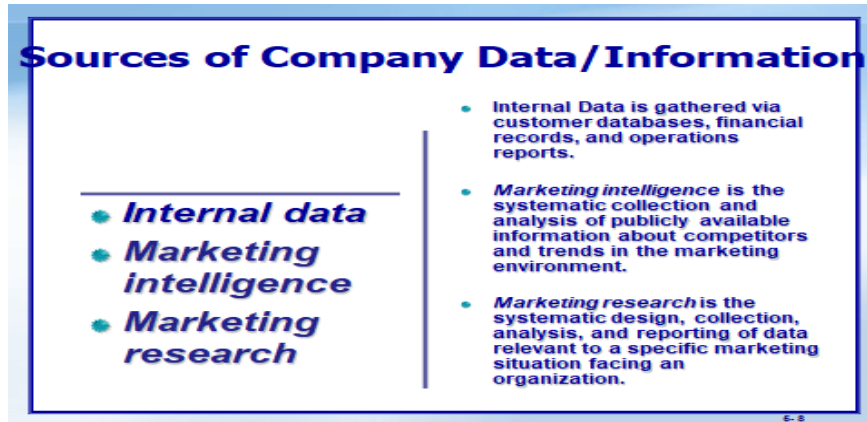 Sources of Company Data/Information
Internal data
Marketing
intelligence
Marketing
research
Internal Data is gathered via
customer databases, financial
records, and operations
reports.
Marketing intelligence is the
systematic collection and
analysis of publicly available
information about competitors
and trends in the marketing
environment.
Marketing research is the
systematic design, collection,
analysis, and reporting of data
relevant to a specific marketing
situation facing an
organization.